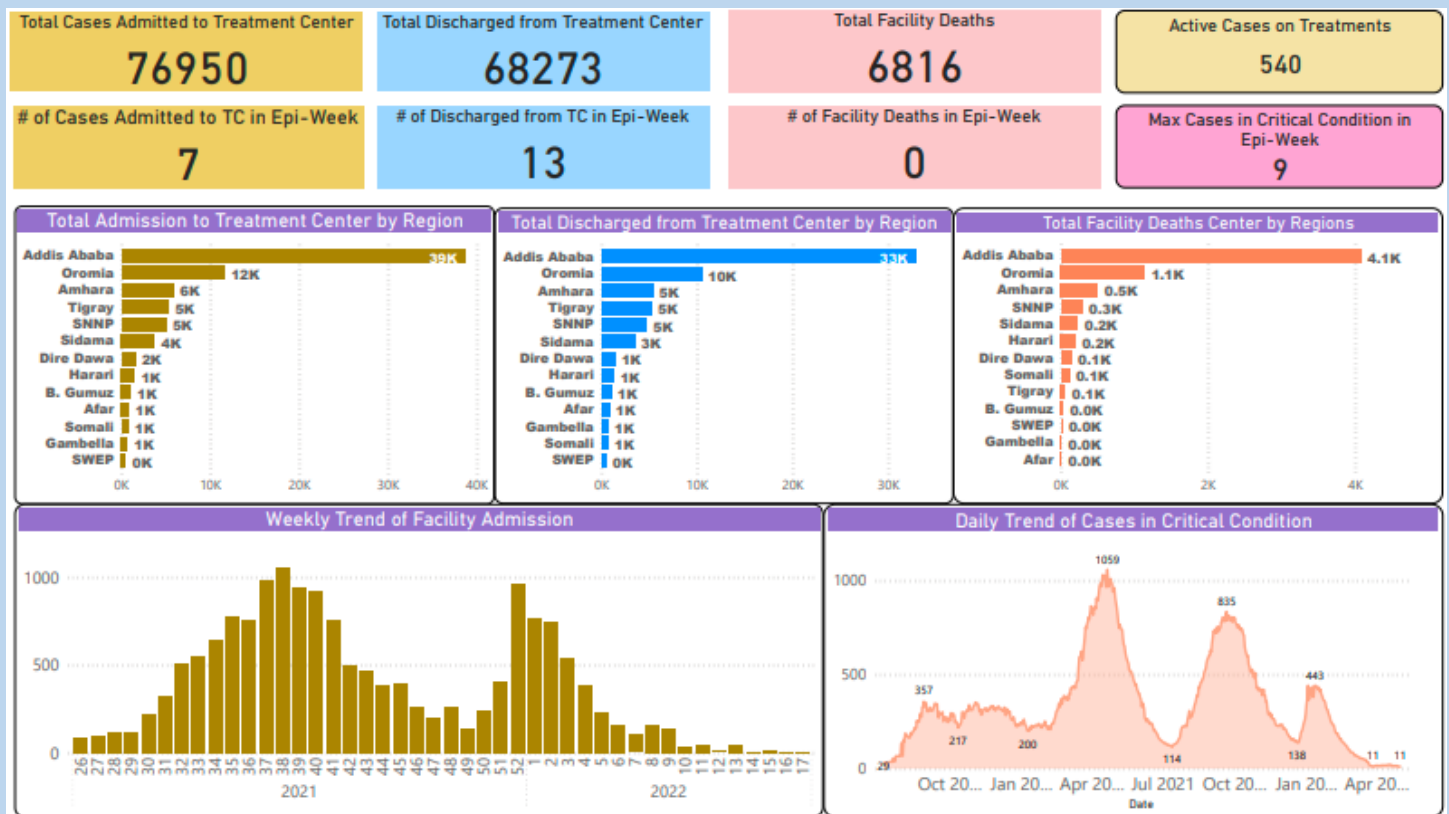 Total Cases Admitted to Treatment Center
76950
Total Discharged from Treatment Center
68273
Total Facility Deaths
6816
Active Cases on Treatments
540
# of Cases Admitted to TC in Epi-Week
7
# of Discharged from TC in Epi-Week
13
# of Facility Deaths in Epi-Week
0
Max Cases in Critical Condition in
Epi-Week
9
Total Admission to Treatment Center by Region
Addis Ababa 39K
Oromia 12K
Amhara 6K
Tigray 5K
SNNP 5K
Sidama 4K
Dire Dawa 2K
Harari 1K
B. Gumuz 1K
Afar 1K
Somali 1K
Gambella 1K
SWEP 0K
0K 10K 20K 30K 40K
Total Discharged from Treatment Center by Region
Addis Ababa 33K
Oromia 10K
Amhara 5K
Tigray 5K
SNNP 5K
Sidama 3K
Dire Dawa 1K
Harari 1K
B. Gumuz 1K
Afar 1K
Gambella 1K
Somali 1K
SWEP 0K
0K 10K 20K 30K
Total Facility Deaths Center by Regions
Addis Ababa 4.1K
Oromia 1.1K
Amhara 0.5K
SNNP 0.3K
Sidama 0.2K
Harari 0.2K
Dire Dawa 0.1K
Somali 0.1K
Tigray 0.1K
B. Gumuz 0.0K
SWEP 0.0K
Gambella 0.0K
Afar 0.0K
0K 2K 4K
Weekly Trend of Facility Admission
1000
500
0
26 27 28 29 30 31 32 33 34 35 36 37 38 39 40 41 42 43 44 45 46 47 48 49 50 51 52 1 2 3 4 5 6 7 8 9 10 11 12 13 14 15 16 17
2021 2022
Daily Trend of Cases in Critical Condition
1059
1000
835
500
443
357
217
200
114
138
11 11
0
29
Oct 20... Jan 20... Apr 20... Jul 2021 Oct 20... Jan 20... Apr 20...
Date